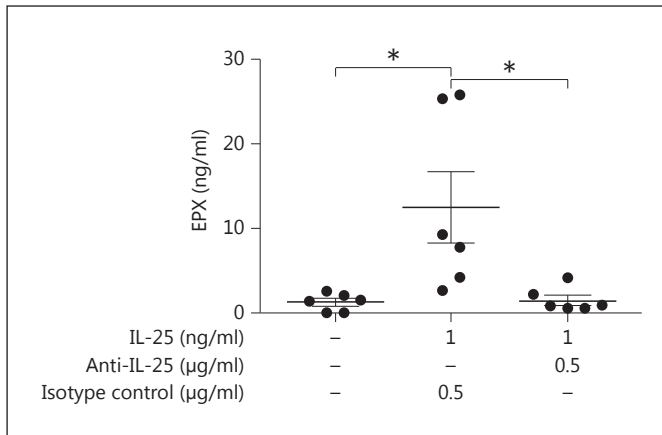 * *
30
20
10
0
EPX (ng/ml)
IL-25 (ng/ml) – 1 1
Anti-IL-25 (µg/ml) – – 0.5
Isotype control (µg/ml) – 0.5 –